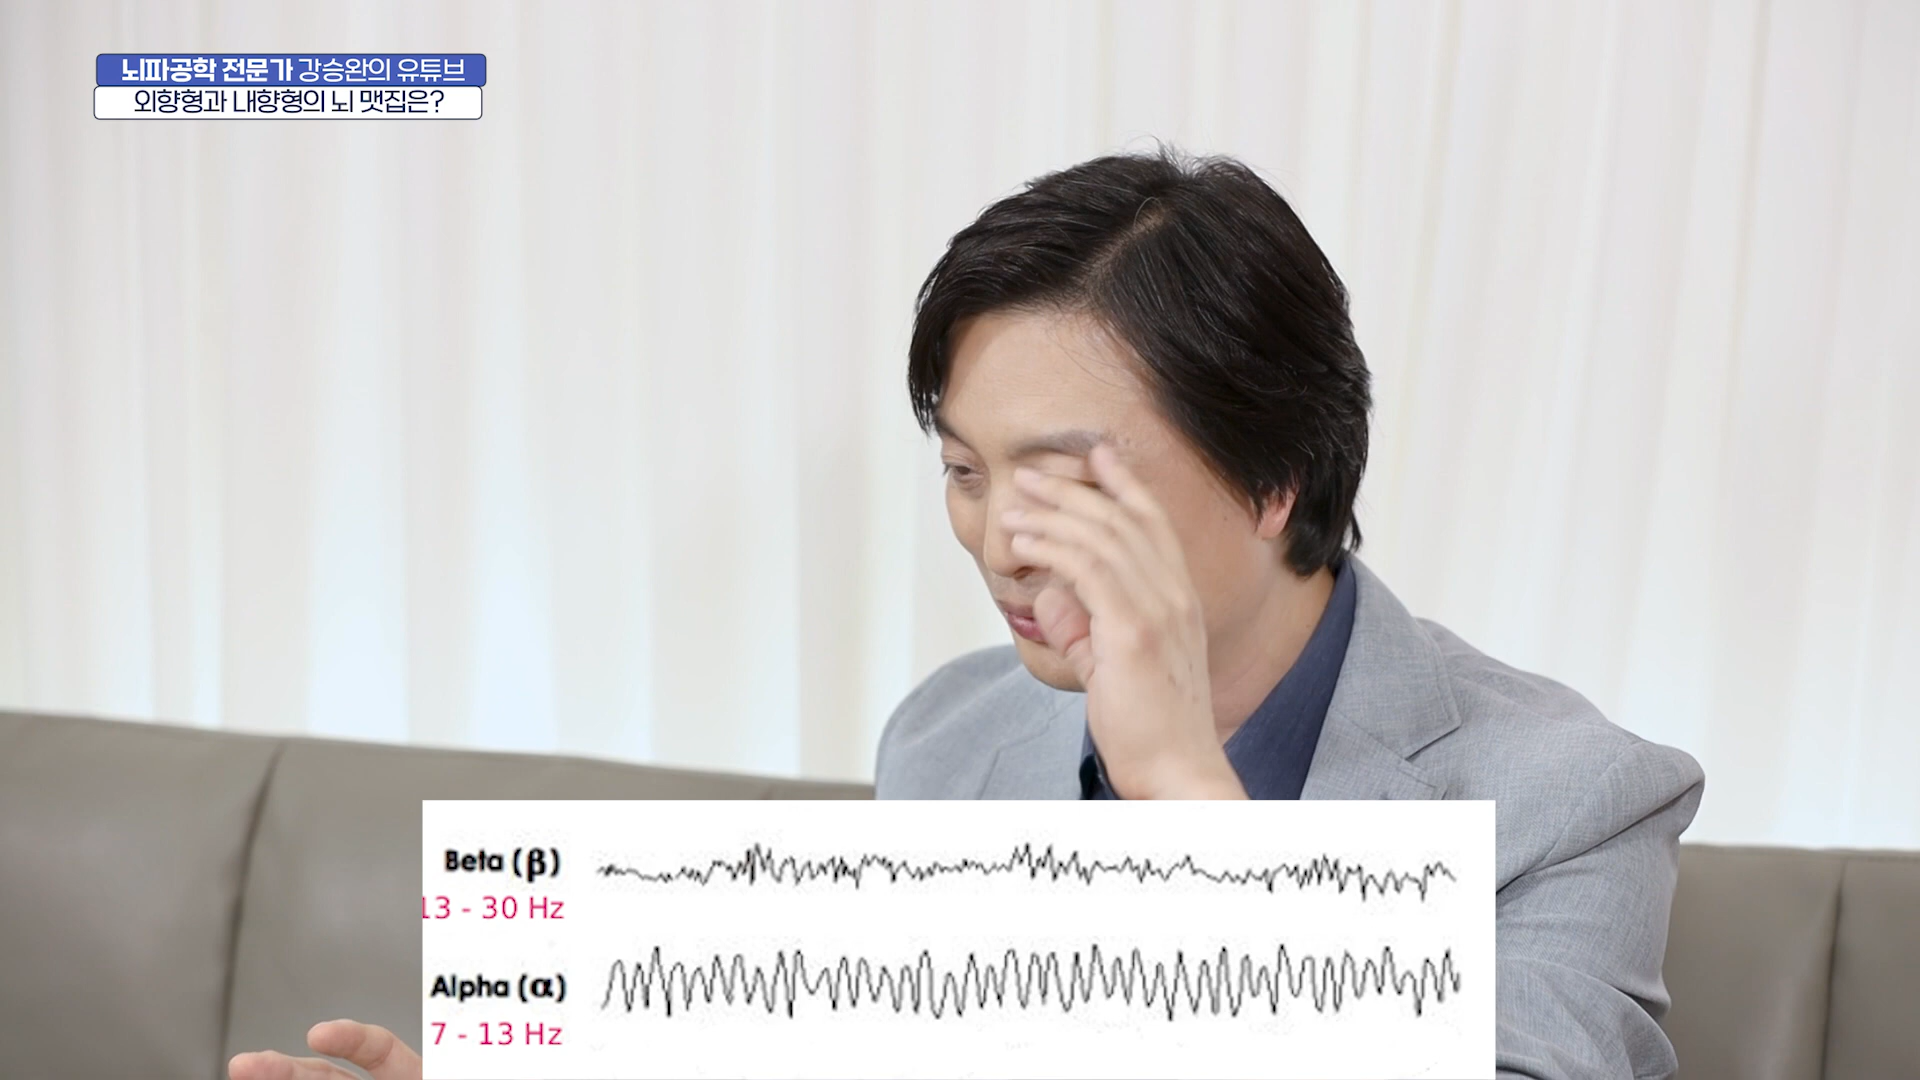 뇌파공학 전문가 강승완의 유튜브
외향형과 내향형의 뇌 맷집은?
Beta (β)
13 - 30 Hz
Alpha (α)
7 - 13 Hz